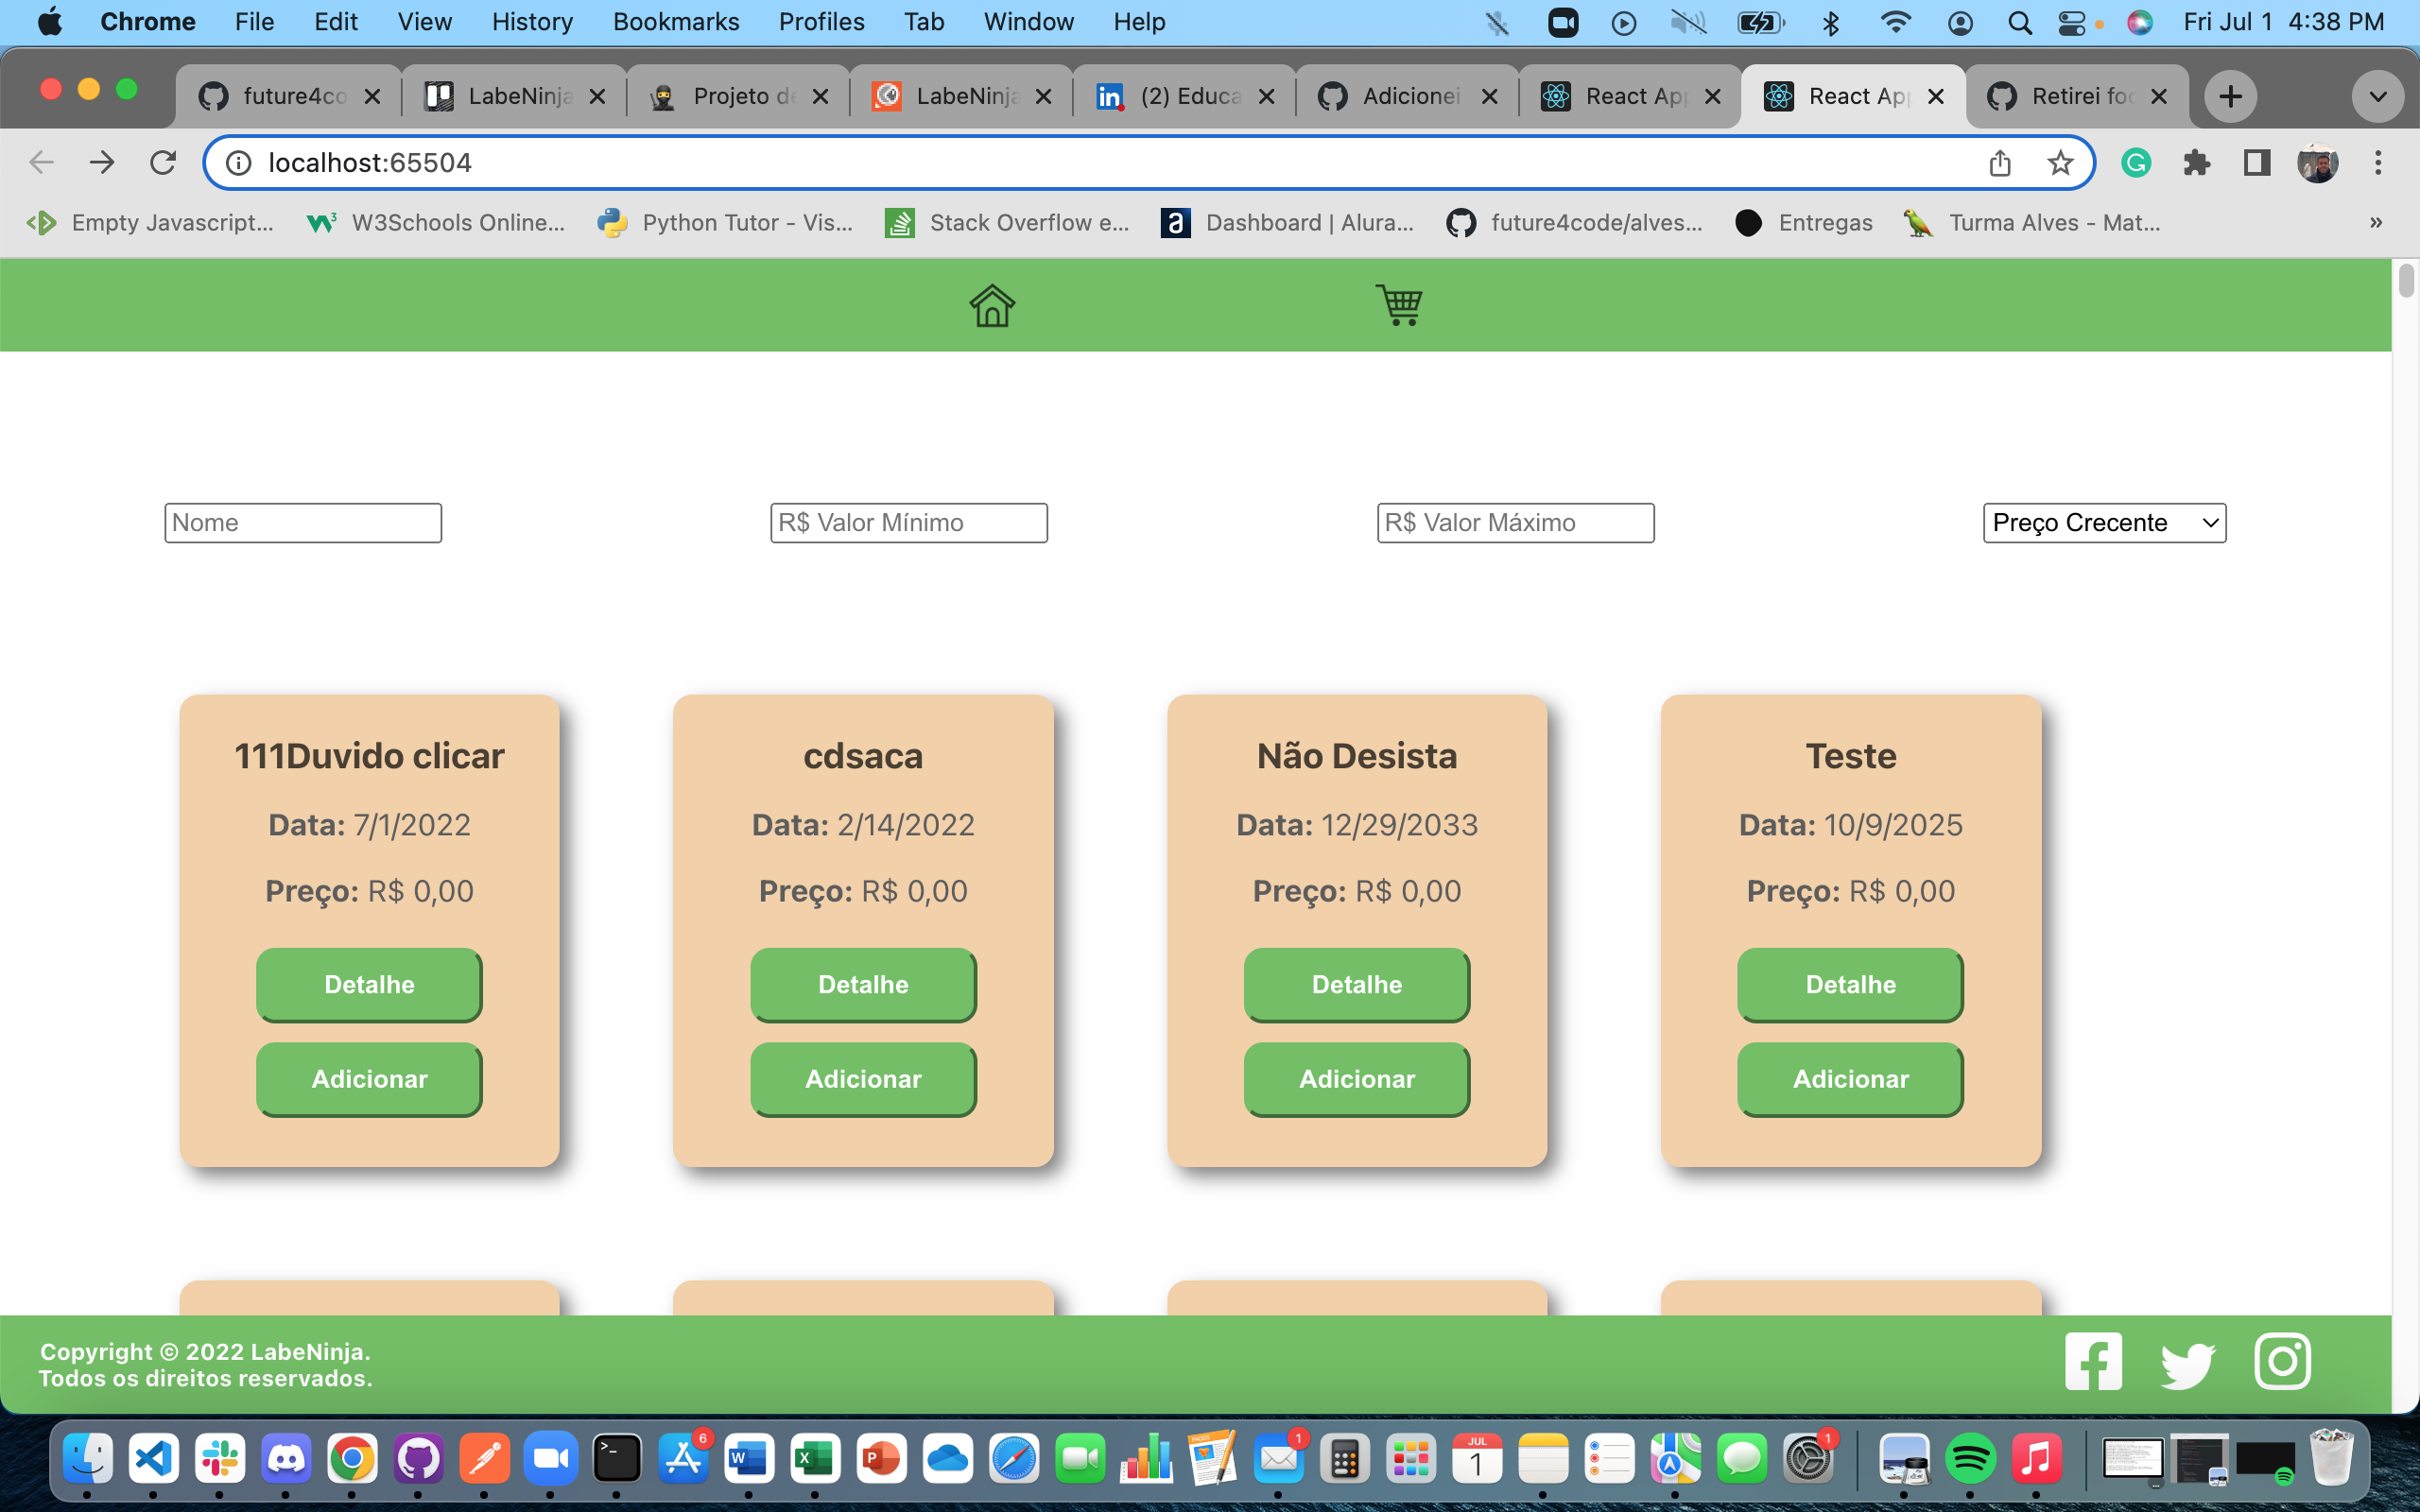 Chrome File Edit View History Bookmarks Profiles Tab Window Help Fri Jul 1 4:38 PM
future4co LabeNinja Projeto de LabeNinja (2) Educa Adicionei React App React App Retirei foo
localhost:65504
Empty Javascript... W3Schools Online... Python Tutor - Vis... Stack Overflow e... Dashboard | Alura... future4code/alves... Entregas Turma Alves - Mat... »
Nome R$ Valor Mínimo R$ Valor Máximo Preço Crecente
111Duvido clicar
Data: 7/1/2022
Preço: R$ 0,00
Detalhe
Adicionar
cdsaca
Data: 2/14/2022
Preço: R$ 0,00
Detalhe
Adicionar
Não Desista
Data: 12/29/2033
Preço: R$ 0,00
Detalhe
Adicionar
Teste
Data: 10/9/2025
Preço: R$ 0,00
Detalhe
Adicionar
Copyright © 2022 LabeNinja.
Todos os direitos reservados.
6 1 JUL 1 1